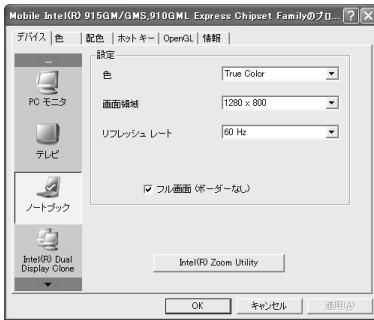 Mobile Intel(R) 915GM/GMS,910GML Express Chipset Familyのプロ...
デバイス 色 配色 ホット キー OpenGL 情報
設定
色 True Color
画面領域 1280 x 800
リフレッシュ レート 60 Hz
フル画面 (ボーダーなし)
Intel(R) Zoom Utility
PC モニタ
テレビ
ノートブック
Intel(R) Dual
Display Clone
OK キャンセル 適用(A)